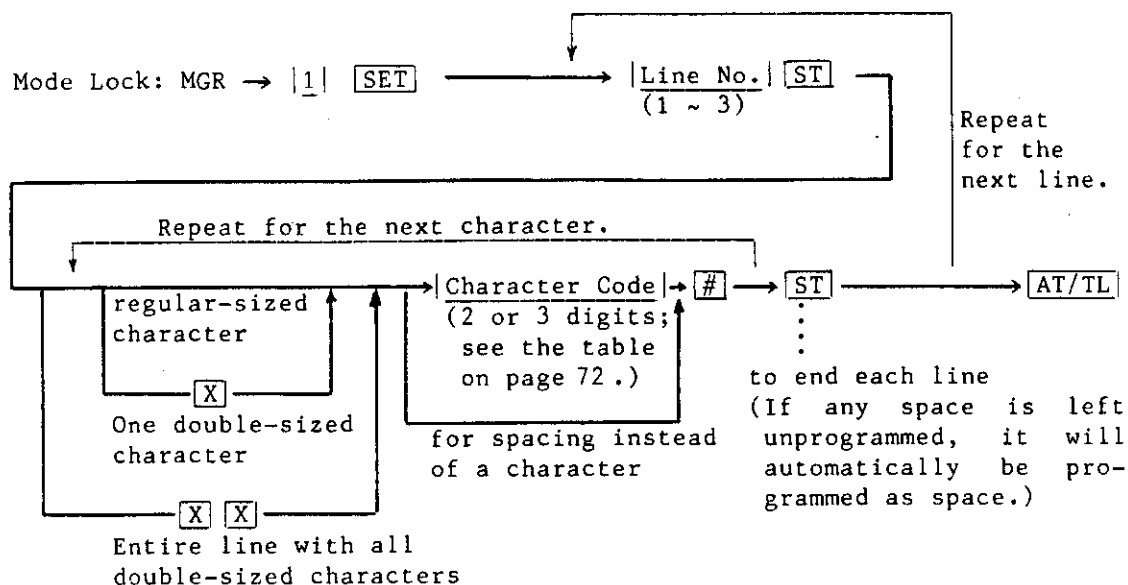 Mode Lock: MGR → |1| [SET] → |Line No.| [ST]
(1 ~ 3)
Repeat
for the
next line.
Repeat for the next character.
regular-sized
character
[X]
One double-sized
character
[X] [X]
Entire line with all
double-sized characters
|Character Code| → [#] → [ST] → [AT/TL]
(2 or 3 digits;
see the table
on page 72.)
for spacing instead
of a character
to end each line
(If any space is left
unprogrammed, it will
automatically be pro-
grammed as space.)